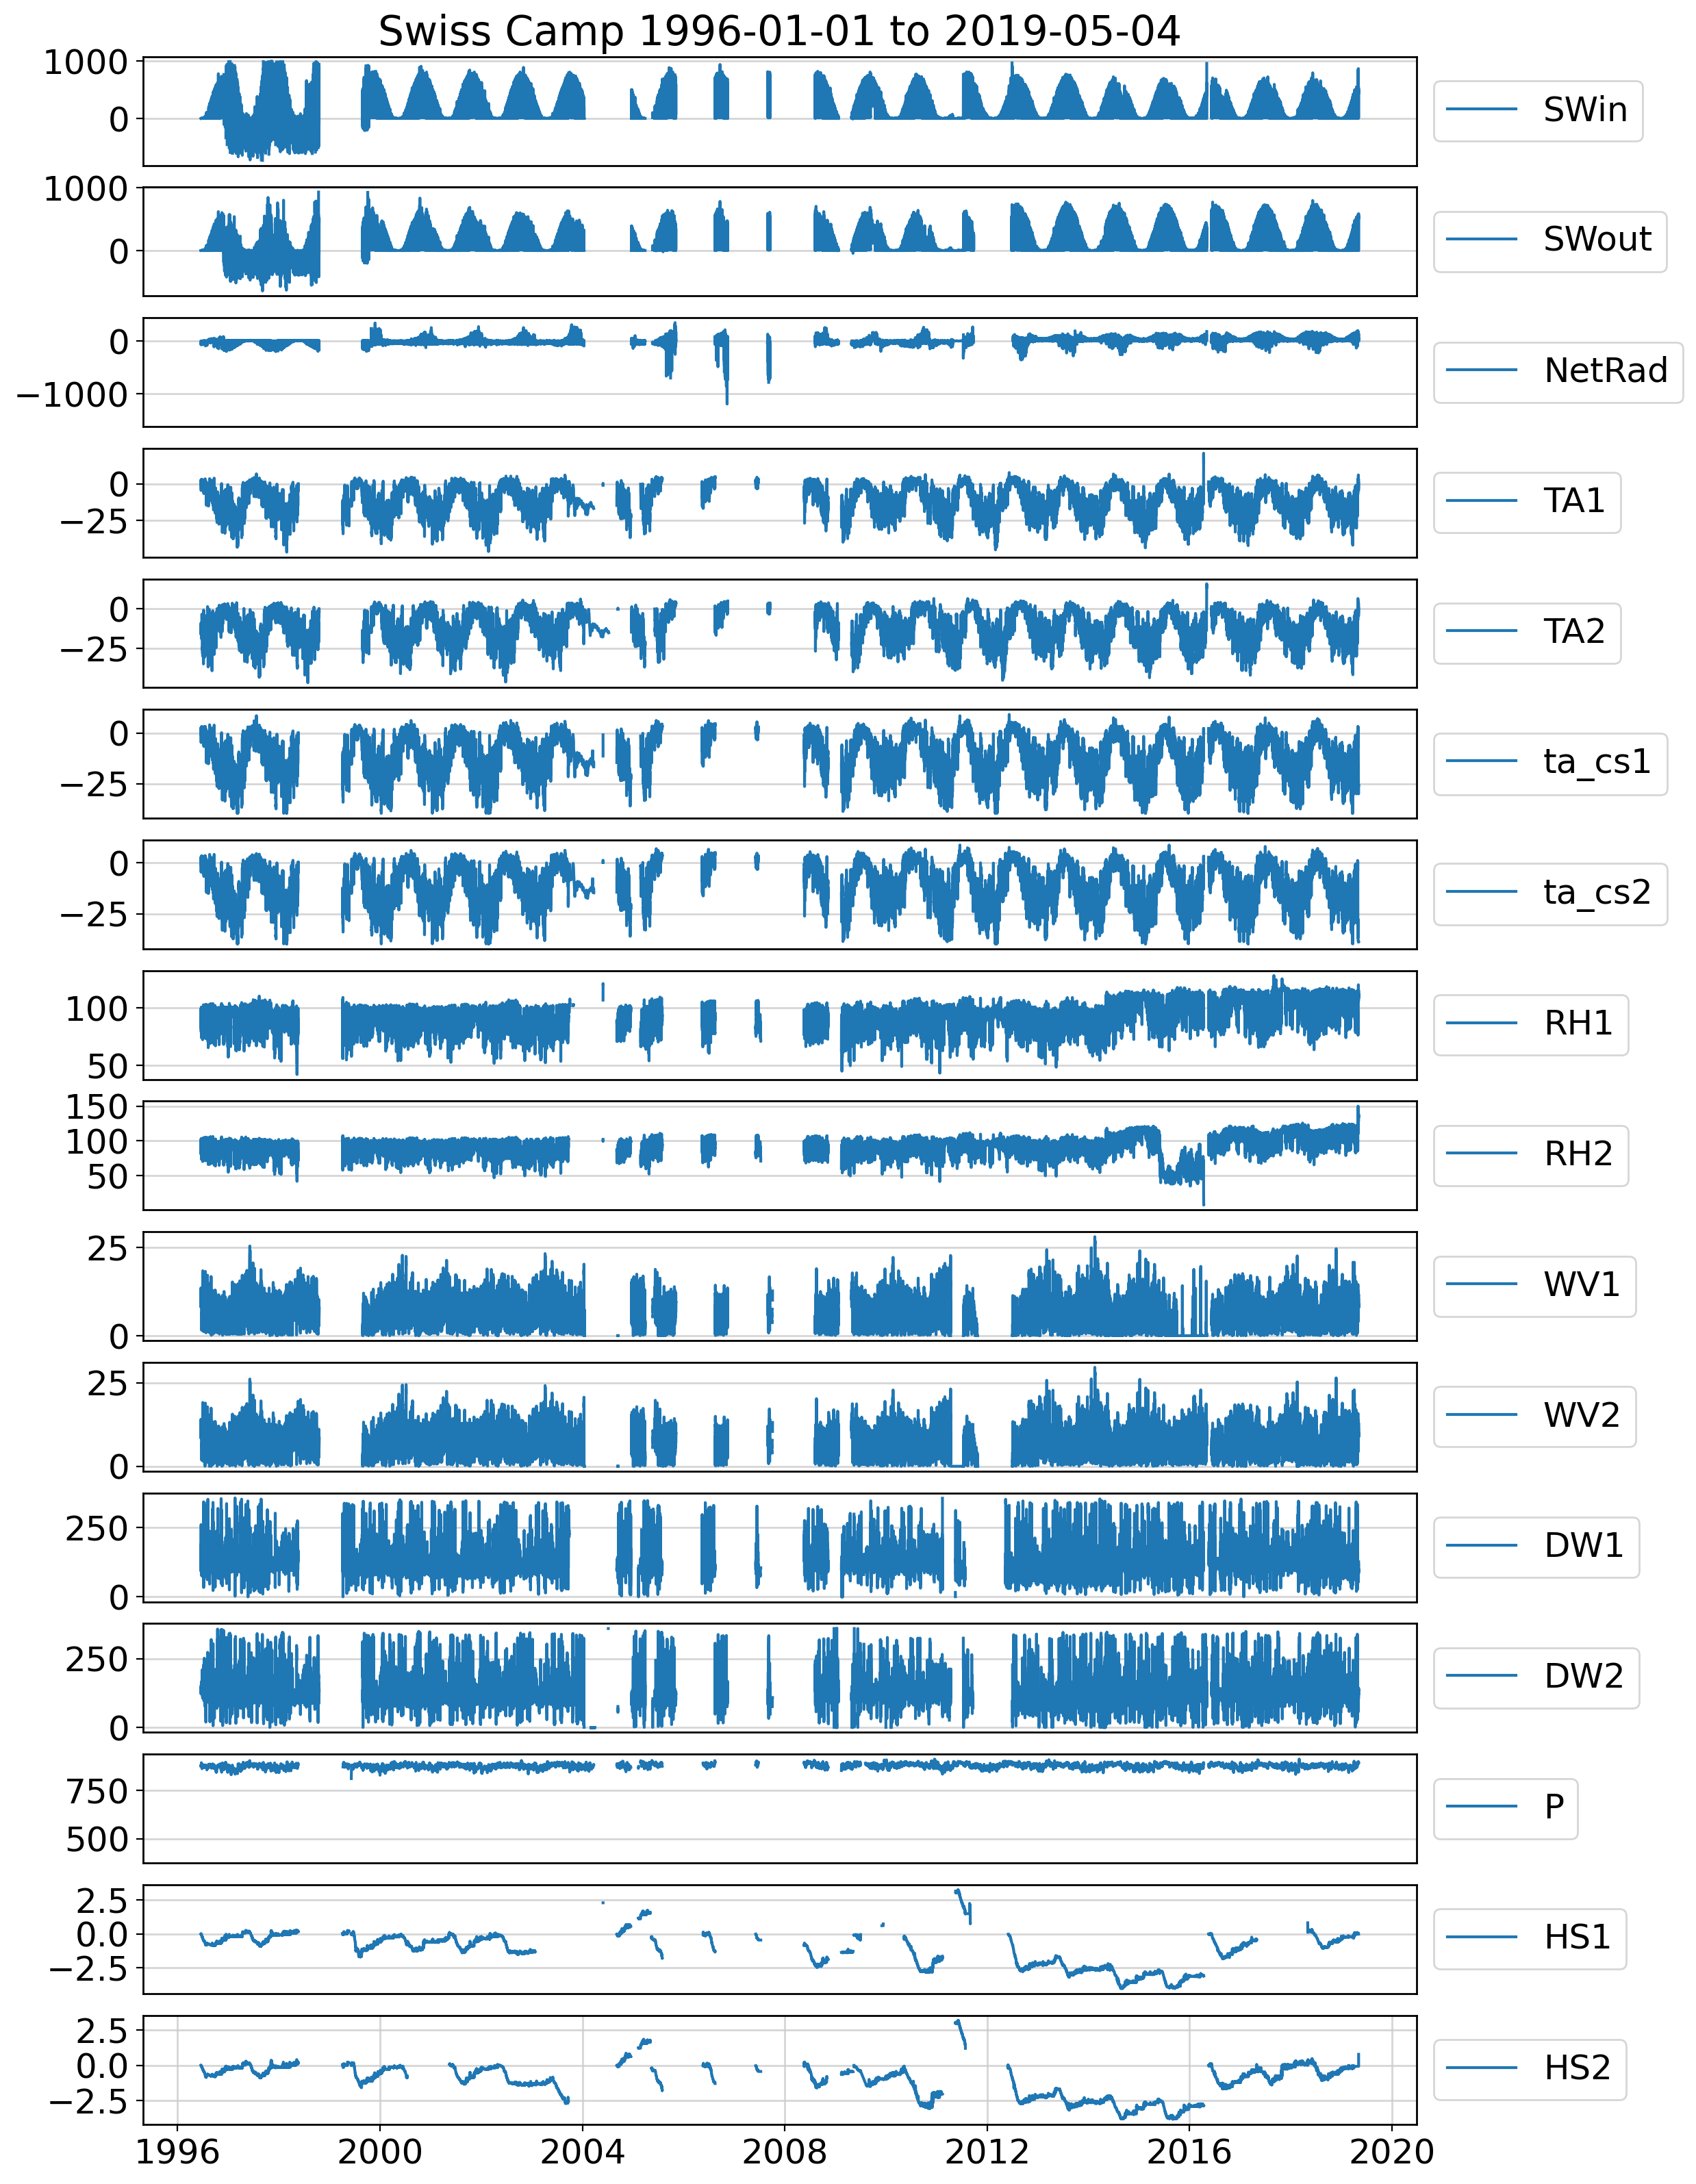 Swiss Camp 1996-01-01 to 2019-05-04
1000
0
SWin
1000
0
SWout
0
−1000
NetRad
0
−25
TA1
0
−25
TA2
0
−25
ta_cs1
0
−25
ta_cs2
100
50
RH1
150
100
50
RH2
25
0
WV1
25
0
WV2
250
0
DW1
250
0
DW2
750
500
P
2.5
0.0
−2.5
HS1
2.5
0.0
−2.5
HS2
1996 2000 2004 2008 2012 2016 2020